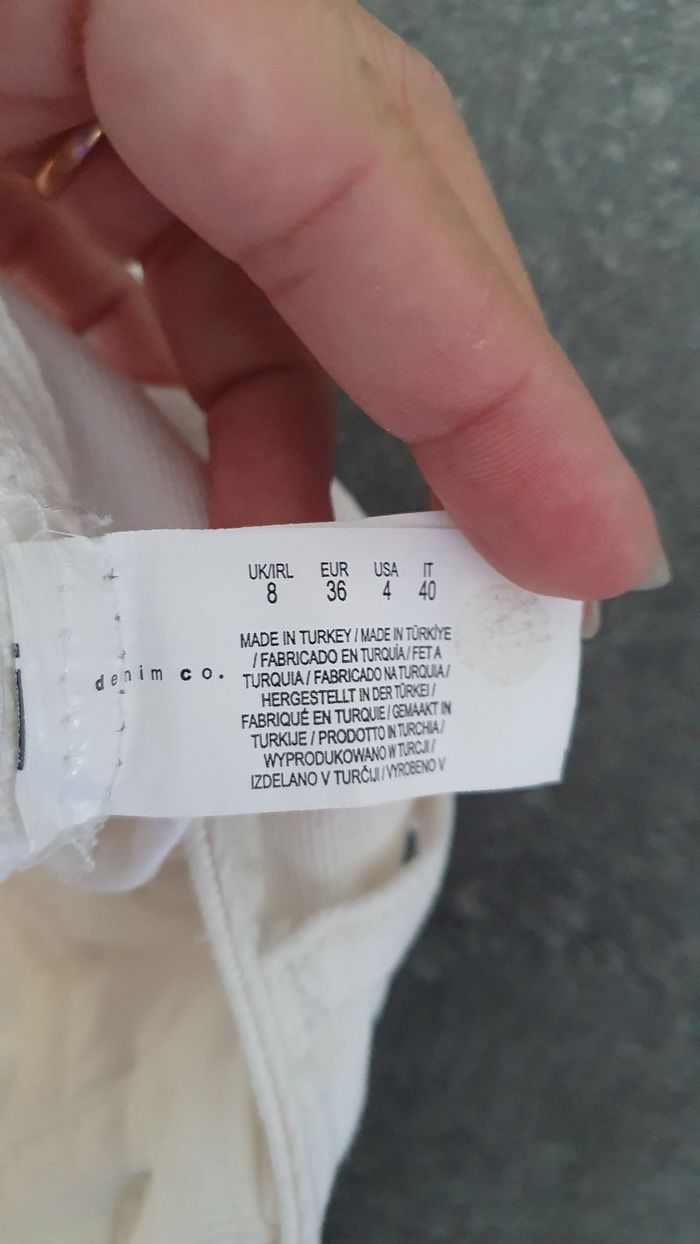 UK/IRL EUR USA IT
8 36 4 40
MADE IN TURKEY / MADE IN TÜRKİYE
/ FABRICADO EN TURQUÍA / FET A
TURQUIA / FABRICADO NA TURQUIA /
HERGESTELLT IN DER TÜRKEI /
FABRIQUÉ EN TURQUIE / GEMAAKT IN
TURKIJE / PRODOTTO IN TURCHIA /
WYPRODUKOWANO W TURCJI /
IZDELANO V TURČIJI / VYROBENO V
denim co.